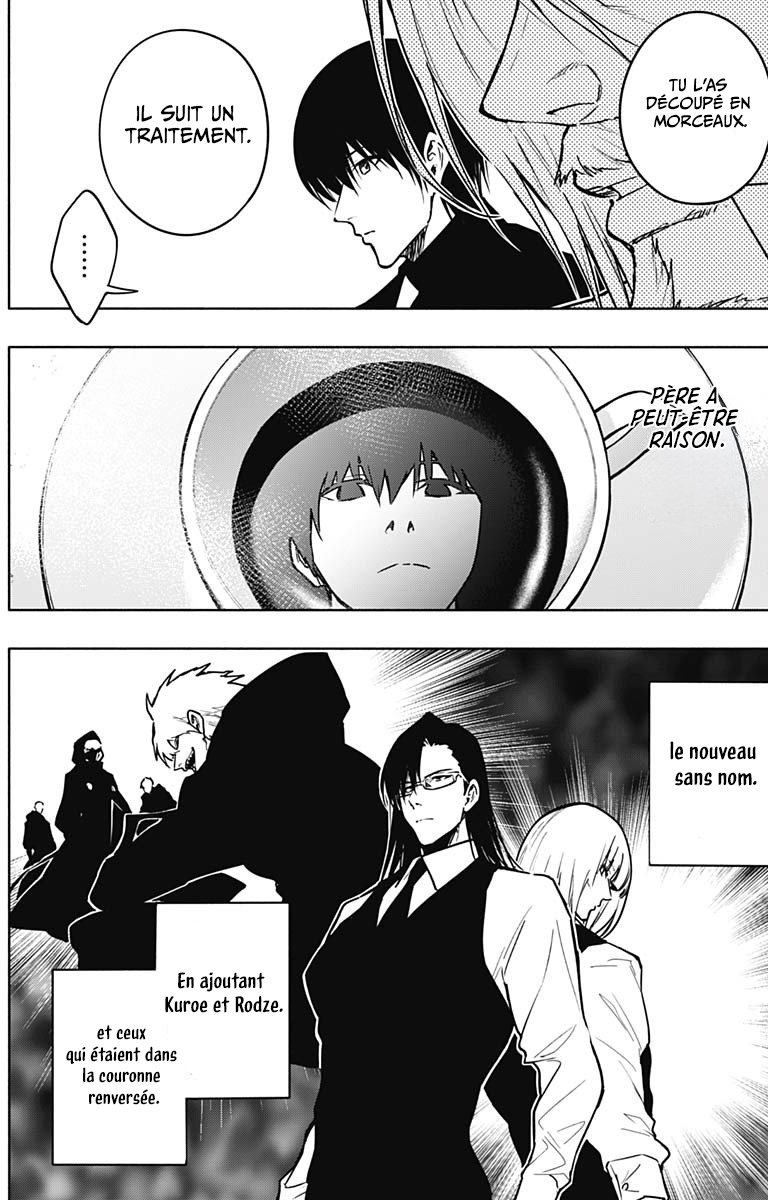 TU L'AS
DÉCOUPÉ EN
MORCEAUX.
IL SUIT UN
TRAITEMENT.
......
PÈRE A
PEUT-ÊTRE
RAISON.
le nouveau
sans nom.
En ajoutant
Kuroe et Rodze.
et ceux
qui étaient dans
la couronne
renversée.